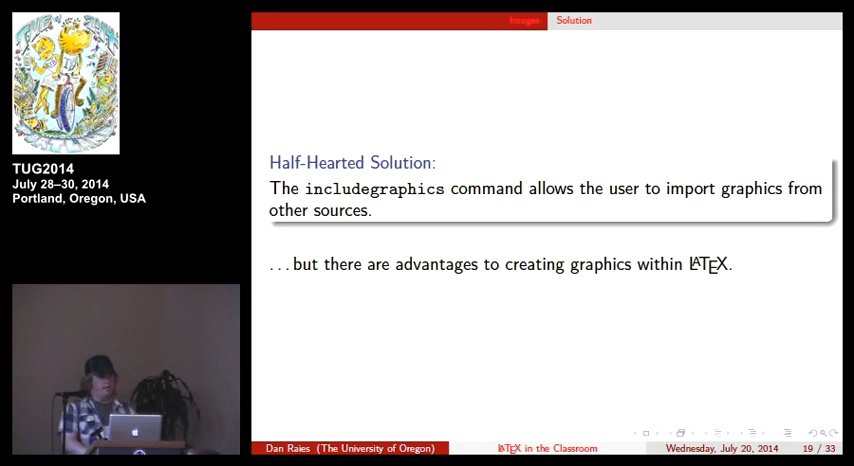 TUG2014
July 28–30, 2014
Portland, Oregon, USA
Images
Solution
Half-Hearted Solution:
The includegraphics command allows the user to import graphics from
other sources.
...but there are advantages to creating graphics within LATEX.
Dan Raies (The University of Oregon)
LATEX in the Classroom
Wednesday, July 20, 2014
19 / 33